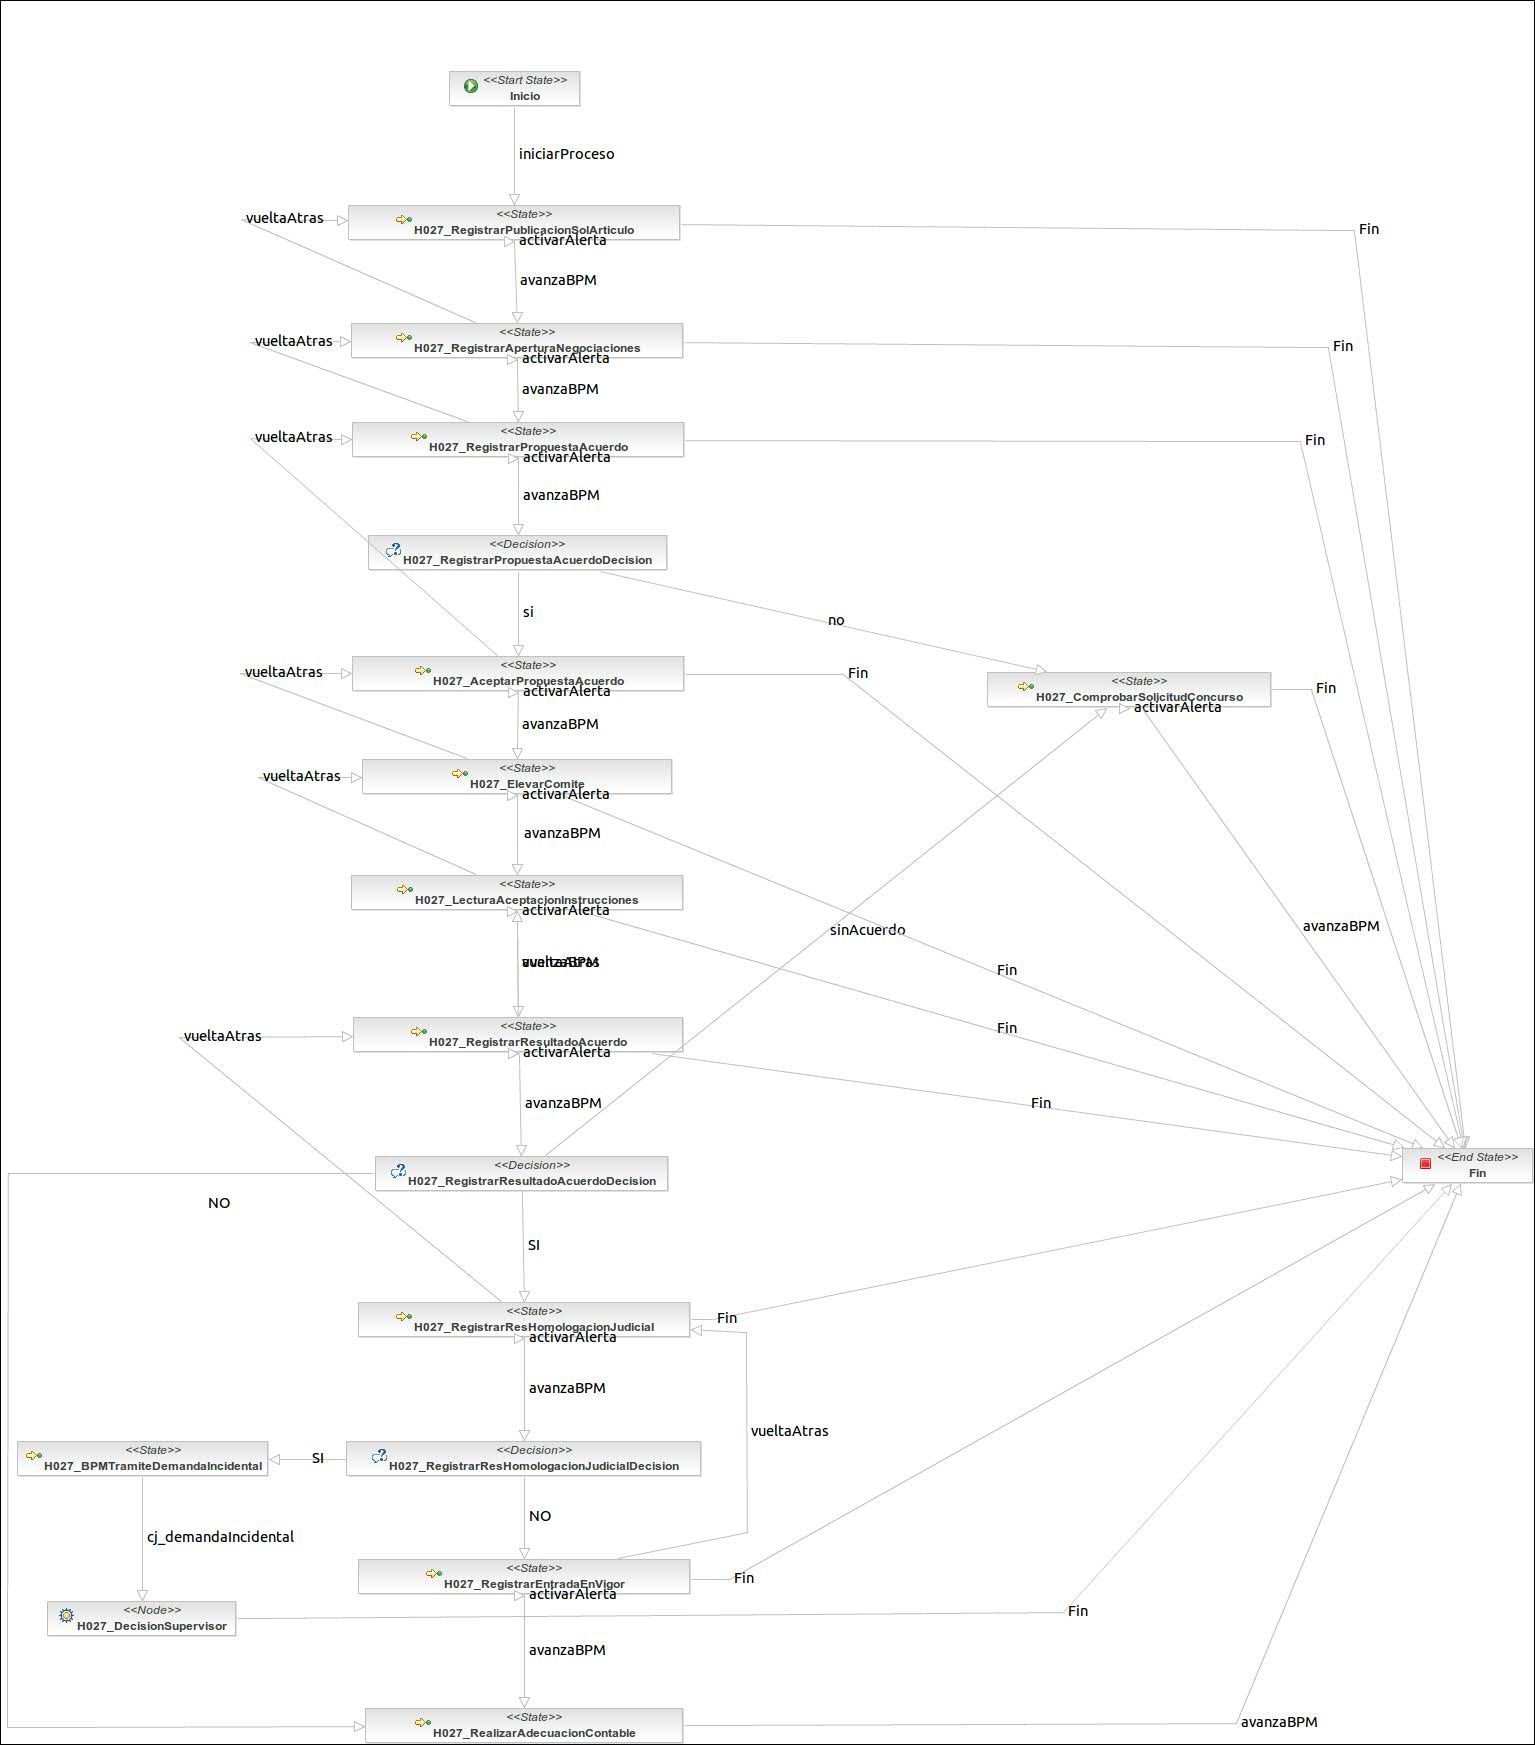 <<Start State>>
Inicio
iniciarProceso
vueltaAtras
<<State>>
H027_RegistrarPublicacionSolArticulo
activarAlerta
Fin
avanzaBPM
vueltaAtras
<<State>>
H027_RegistrarAperturaNegociaciones
activarAlerta
Fin
avanzaBPM
vueltaAtras
<<State>>
H027_RegistrarPropuestaAcuerdo
activarAlerta
Fin
avanzaBPM
<<Decision>>
H027_RegistrarPropuestaAcuerdoDecision
si
no
vueltaAtras
<<State>>
H027_AceptarPropuestaAcuerdo
activarAlerta
Fin
<<State>>
H027_ComprobarSolicitudConcurso
activarAlerta
Fin
avanzaBPM
vueltaAtras
<<State>>
H027_ElevarComite
activarAlerta
avanzaBPM
<<State>>
H027_LecturaAceptacionInstrucciones
activarAlerta
sinAcuerdo
avanzaBPM
vueltaAtras
avanzaBPM
Fin
Fin
vueltaAtras
<<State>>
H027_RegistrarResultadoAcuerdo
activarAlerta
avanzaBPM
Fin
<<Decision>>
H027_RegistrarResultadoAcuerdoDecision
<<End State>>
Fin
NO
SI
<<State>>
H027_RegistrarResHomologacionJudicial
activarAlerta
Fin
avanzaBPM
vueltaAtras
<<State>>
H027_BPMTramiteDemandaIncidental
SI
<<Decision>>
H027_RegistrarResHomologacionJudicialDecision
NO
cj_demandaIncidental
<<State>>
H027_RegistrarEntradaEnVigor
activarAlerta
Fin
<<Node>>
H027_DecisionSupervisor
Fin
avanzaBPM
<<State>>
H027_RealizarAdecuacionContable
avanzaBPM